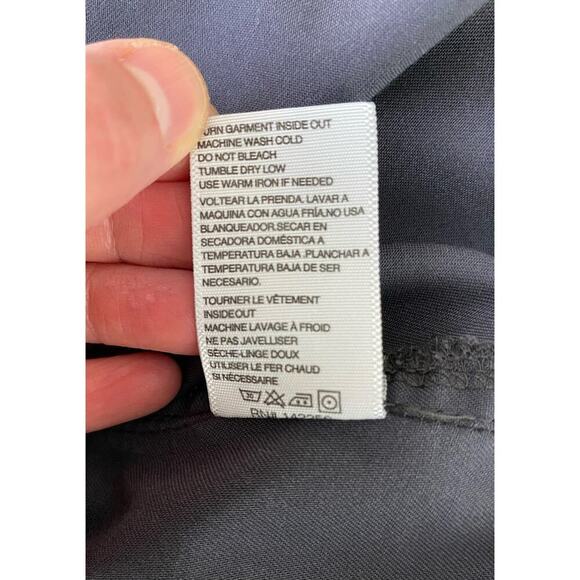 TURN GARMENT INSIDE OUT
MACHINE WASH COLD
DO NOT BLEACH
TUMBLE DRY LOW
USE WARM IRON IF NEEDED
VOLTEAR LA PRENDA. LAVAR A
MAQUINA CON AGUA FRÍA.NO USA
BLANQUEADOR.SECAR EN
SECADORA DOMÉSTICA A
TEMPERATURA BAJA .PLANCHAR A
TEMPERATURA BAJA DE SER
NECESARIO.
TOURNER LE VÊTEMENT
INSIDE OUT
MACHINE LAVAGE À FROID
NE PAS JAVELLISER
SÈCHE-LINGE DOUX
UTILISER LE FER CHAUD
SI NÉCESSAIRE
30